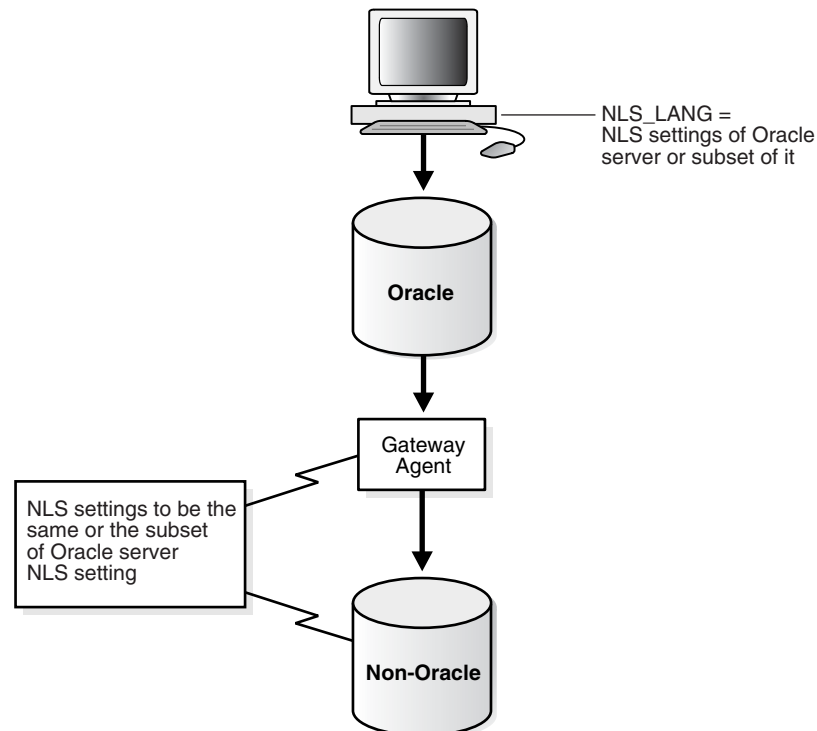 NLS_LANG =
NLS settings of Oracle
server or subset of it
Oracle
Gateway
Agent
NLS settings to be the
same or the subset
of Oracle server
NLS setting
Non-Oracle